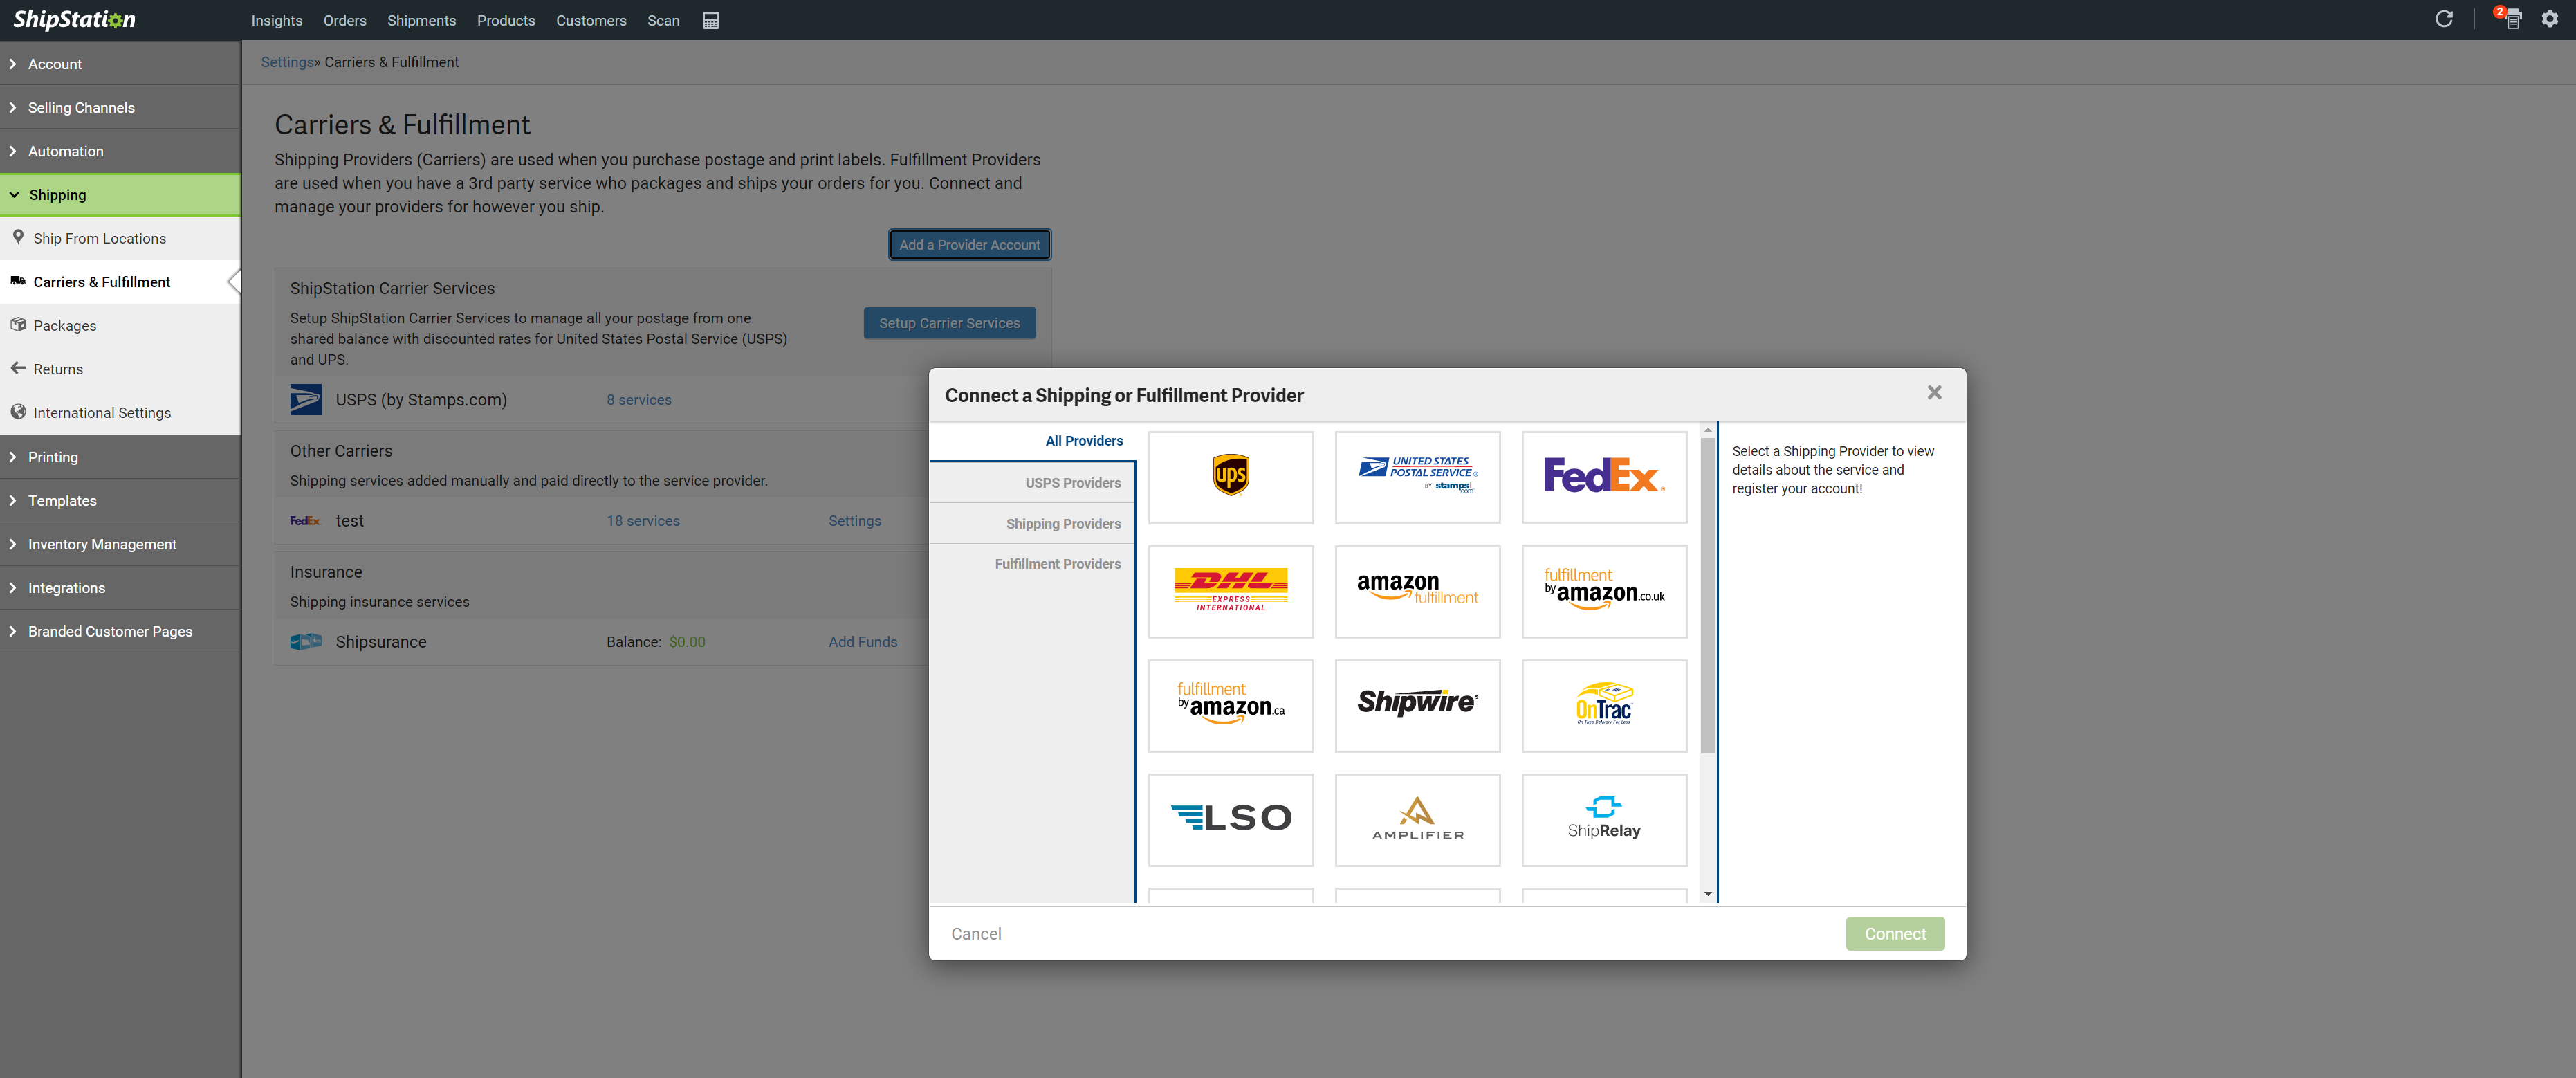 ShipStation
Insights
Orders
Shipments
Products
Customers
Scan
2
Account
Selling Channels
Automation
Shipping
Ship From Locations
Carriers & Fulfillment
Packages
Returns
International Settings
Printing
Templates
Inventory Management
Integrations
Branded Customer Pages
Settings» Carriers & Fulfillment
Carriers & Fulfillment
Shipping Providers (Carriers) are used when you purchase postage and print labels. Fulfillment Providers
are used when you have a 3rd party service who packages and ships your orders for you. Connect and
manage your providers for however you ship.
Add a Provider Account
ShipStation Carrier Services
Setup ShipStation Carrier Services to manage all your postage from one
shared balance with discounted rates for United States Postal Service (USPS)
and UPS.
Setup Carrier Services
USPS (by Stamps.com)
8 services
Other Carriers
Shipping services added manually and paid directly to the service provider.
FedEx
test
18 services
Settings
Insurance
Shipping insurance services
Shipsurance
Balance: $0.00
Add Funds
Connect a Shipping or Fulfillment Provider
All Providers
USPS Providers
Shipping Providers
Fulfillment Providers
ups
UNITED STATES
POSTAL SERVICE®
BY stamps.com
FedEx®
DHL
EXPRESS
INTERNATIONAL
amazon
fulfillment
fulfillment
by amazon.co.uk
fulfillment
by amazon.ca
Shipwire
OnTrac
On Time Delivery For Less
LSO
AMPLIFIER
ShipRelay
Select a Shipping Provider to view
details about the service and
register your account!
Cancel
Connect